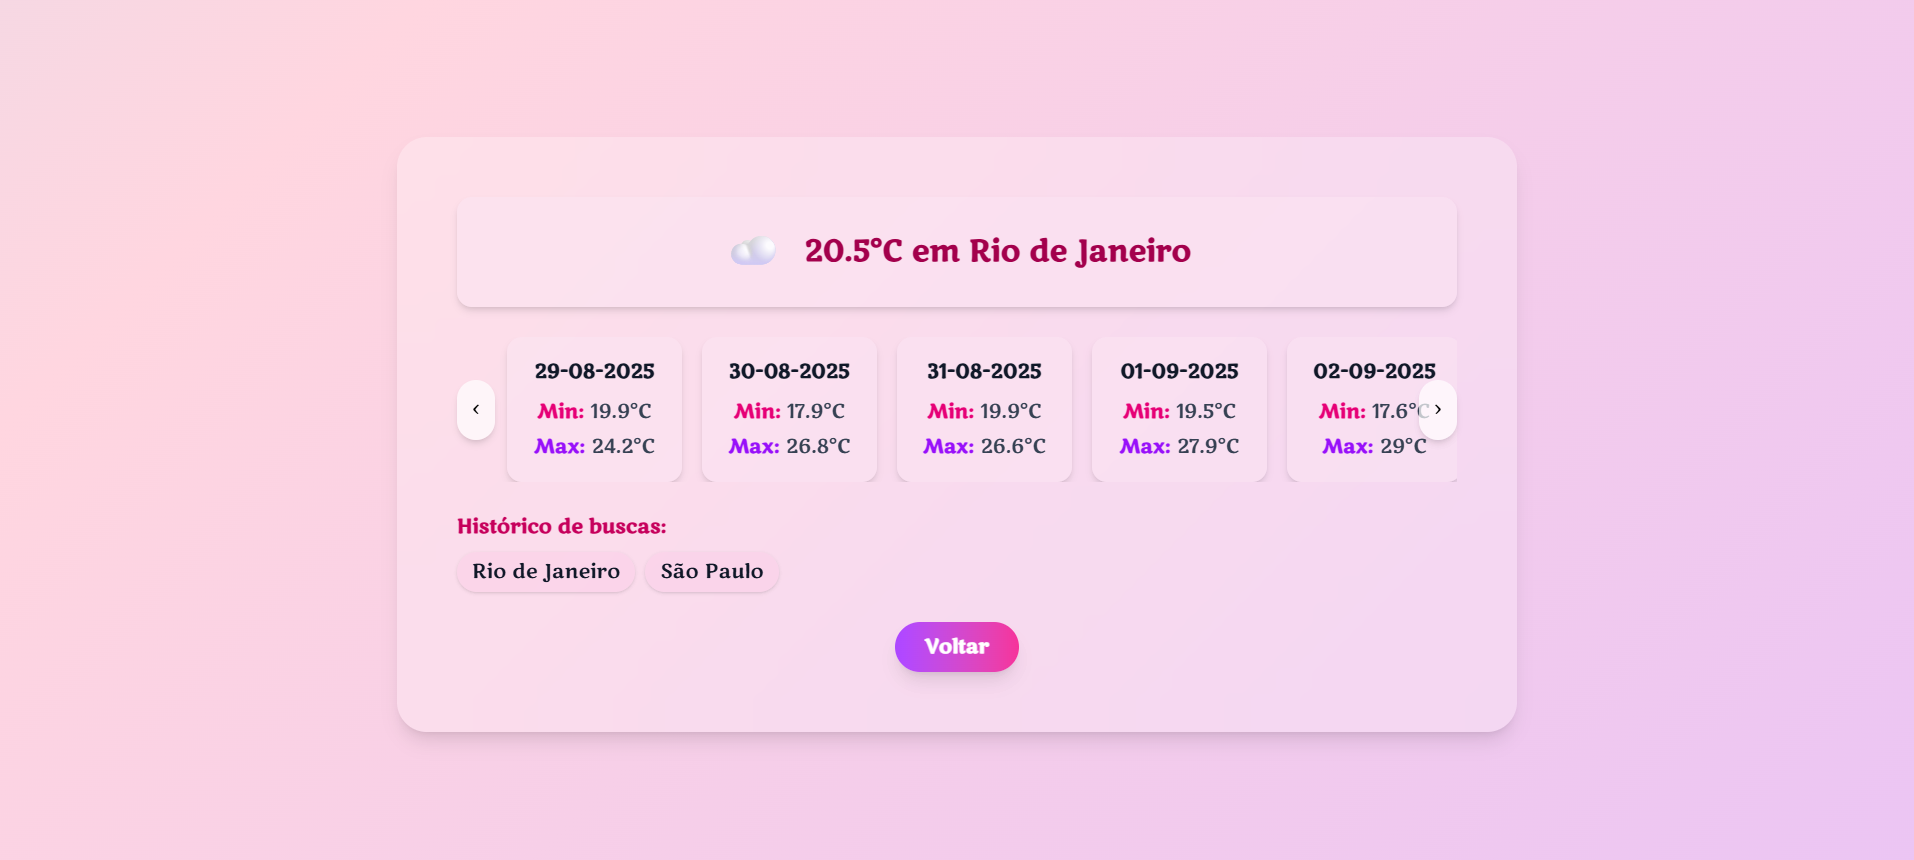 20.5°C em Rio de Janeiro
‹
29-08-2025
Min: 19.9°C
Max: 24.2°C
30-08-2025
Min: 17.9°C
Max: 26.8°C
31-08-2025
Min: 19.9°C
Max: 26.6°C
01-09-2025
Min: 19.5°C
Max: 27.9°C
02-09-2025
Min: 17.6°C
Max: 29°C
›
Histórico de buscas:
Rio de Janeiro
São Paulo
Voltar